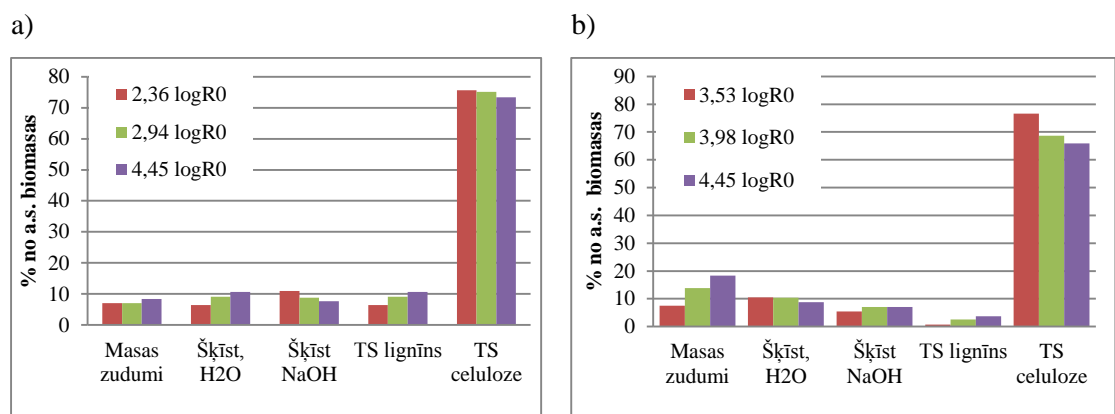 a)
80
70
60
50
40
30
20
10
0
% no a.s. biomasas
2,36 logR0
2,94 logR0
4,45 logR0
Masas zudumi
Šķīst, H2O
Šķīst NaOH
TS lignīns
TS celuloze
b)
90
80
70
60
50
40
30
20
10
0
% no a.s. biomasas
3,53 logR0
3,98 logR0
4,45 logR0
Masas zudumi
Šķīst, H2O
Šķīst NaOH
TS lignīns
TS celuloze